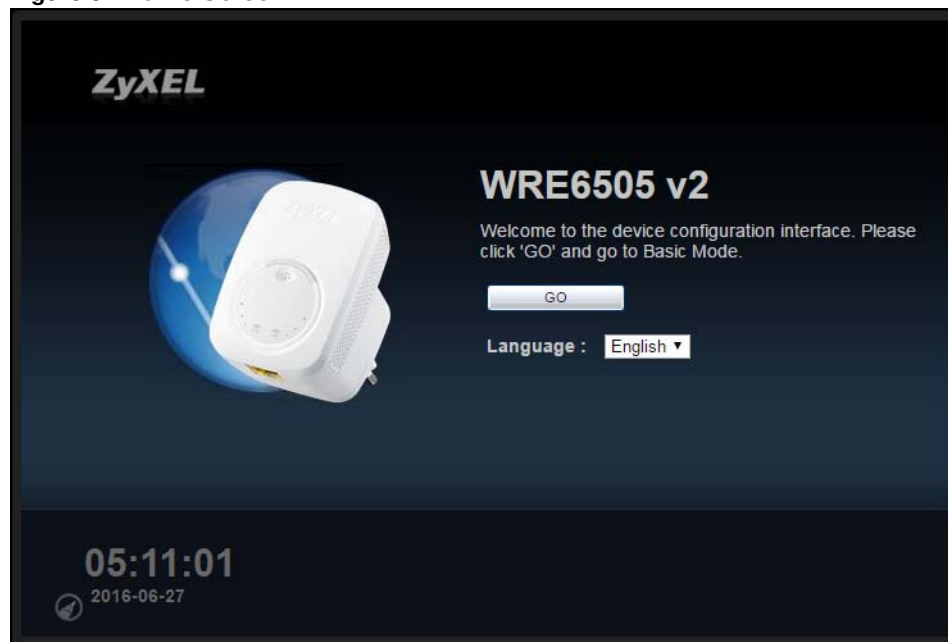 ZyXEL
WRE6505 v2
Welcome to the device configuration interface. Please
click 'GO' and go to Basic Mode.
GO
Language : English
05:11:01
2016-06-27